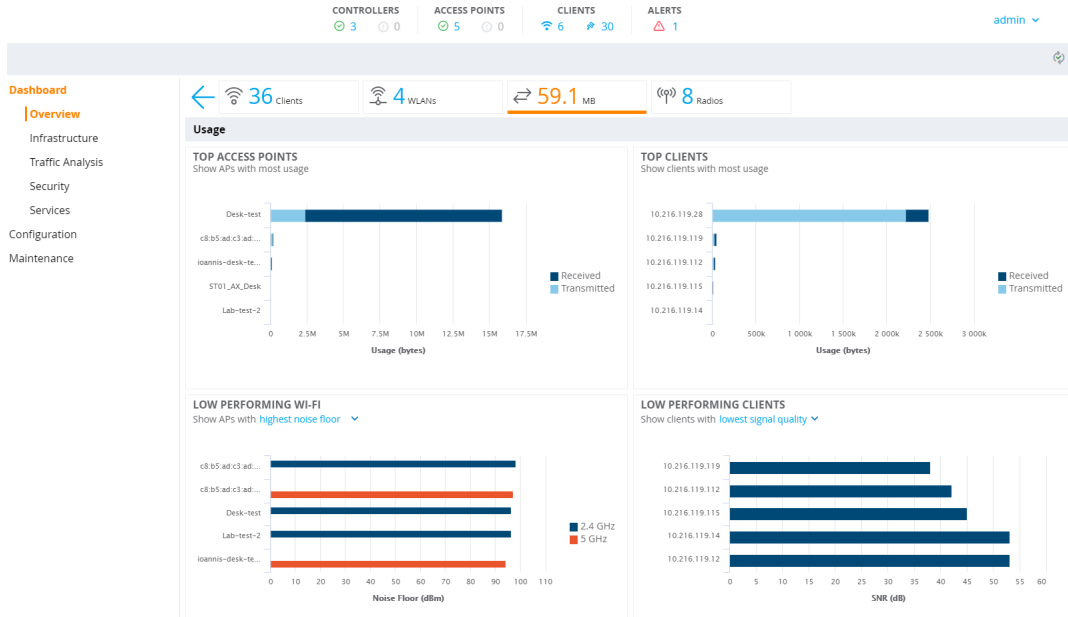 CONTROLLERS ACCESS POINTS CLIENTS ALERTS
3 0 5 0 6 30 1
admin
Dashboard
Overview
Infrastructure
Traffic Analysis
Security
Services
Configuration
Maintenance
36 Clients 4 WLANs 59.1 MB 8 Radios
Usage
TOP ACCESS POINTS
Show APs with most usage
Desk-test
c8:b5:ad:c3:ad:...
ioannis-desk-te...
ST01_AX_Desk
Lab-test-2
0 2.5M 5M 7.5M 10M 12.5M 15M 17.5M
Usage (bytes)
Received
Transmitted
TOP CLIENTS
Show clients with most usage
10.216.119.28
10.216.119.119
10.216.119.112
10.216.119.115
10.216.119.14
0 500k 1 000k 1 500k 2 000k 2 500k 3 000k
Usage (bytes)
Received
Transmitted
LOW PERFORMING WI-FI
Show APs with highest noise floor
c8:b5:ad:c3:ad:...
c8:b5:ad:c3:ad:...
Desk-test
Lab-test-2
ioannis-desk-te...
0 10 20 30 40 50 60 70 80 90 100 110
Noise Floor (dBm)
2.4 GHz
5 GHz
LOW PERFORMING CLIENTS
Show clients with lowest signal quality
10.216.119.119
10.216.119.112
10.216.119.115
10.216.119.14
10.216.119.12
0 5 10 15 20 25 30 35 40 45 50 55 60
SNR (dB)